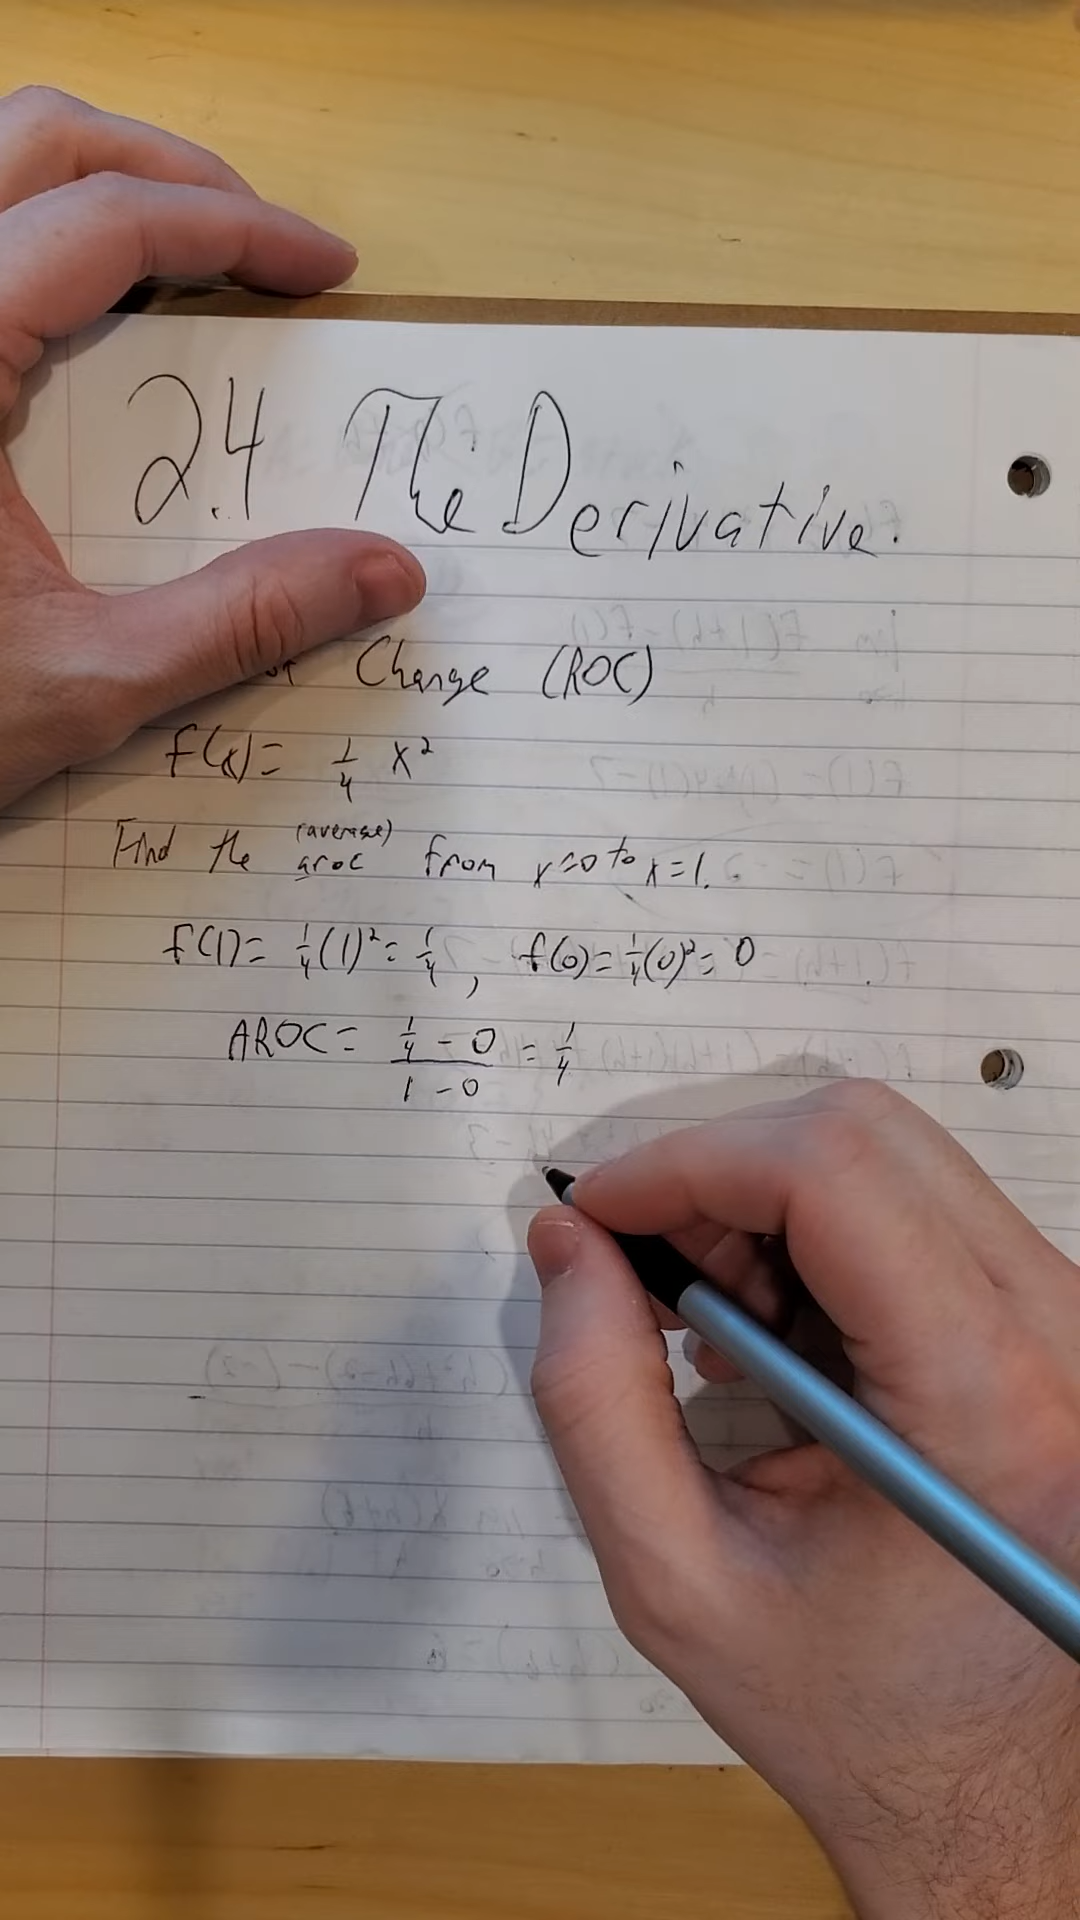 2.4 The Derivative.
Change (ROC)
f(x)= 1/4 x²
Find the (average) aroc from x=0 to x=1.
f(1)= 1/4(1)²= 1/4, f(0)= 1/4(0)²= 0
AROC = (1/4 - 0)/(1 - 0) = 1/4